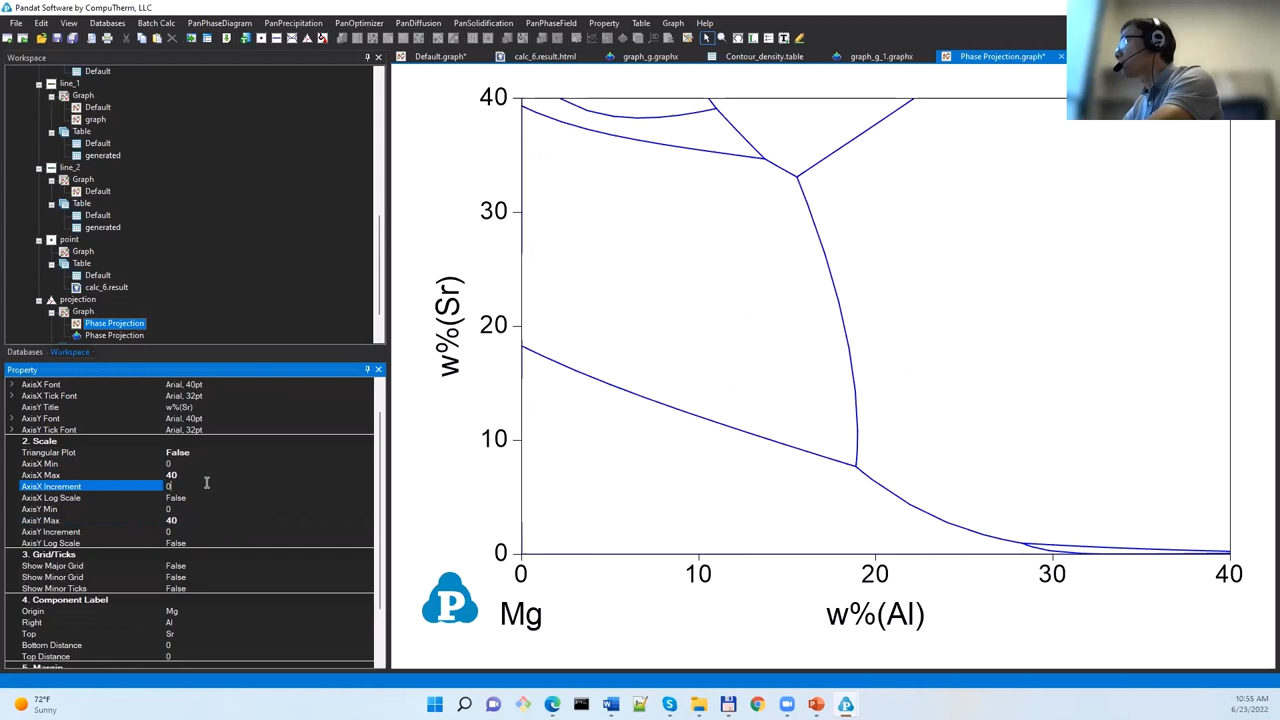 Pandat Software by CompuTherm, LLC
File Edit View Databases Batch Calc PanPhaseDiagram PanPrecipitation PanOptimizer PanDiffusion PanSolidification PanPhaseField Property Table Graph Help
Workspace
Default.graph* calc_6.result.html graph_g.graphx Contour_density.table graph_g_1.graphx Phase Projection.graph*
Default
line_1
Graph
Default
graph
Table
Default
generated
line_2
Graph
Default
Table
Default
generated
point
Graph
Table
Default
calc_6.result
projection
Graph
Phase Projection
Phase Projection
Databases Workspace
Property
AxisX Font Arial, 40pt
AxisX Tick Font Arial, 32pt
AxisY Title w%(Sr)
AxisY Font Arial, 40pt
AxisY Tick Font Arial, 32pt
2. Scale
Triangular Plot False
AxisX Min 0
AxisX Max 40
AxisX Increment 0
AxisX Log Scale False
AxisY Min 0
AxisY Max 40
AxisY Increment 0
AxisY Log Scale False
3. Grid/Ticks
Show Major Grid False
Show Minor Grid False
Show Minor Ticks False
4. Component Label
Origin Mg
Right Al
Top Sr
Bottom Distance 0
Top Distance 0
5. Margin
40
30
20
10
0
w%(Sr)
0 10 20 30 40
Mg w%(Al)
P
72°F
Sunny
10:55 AM
6/23/2022